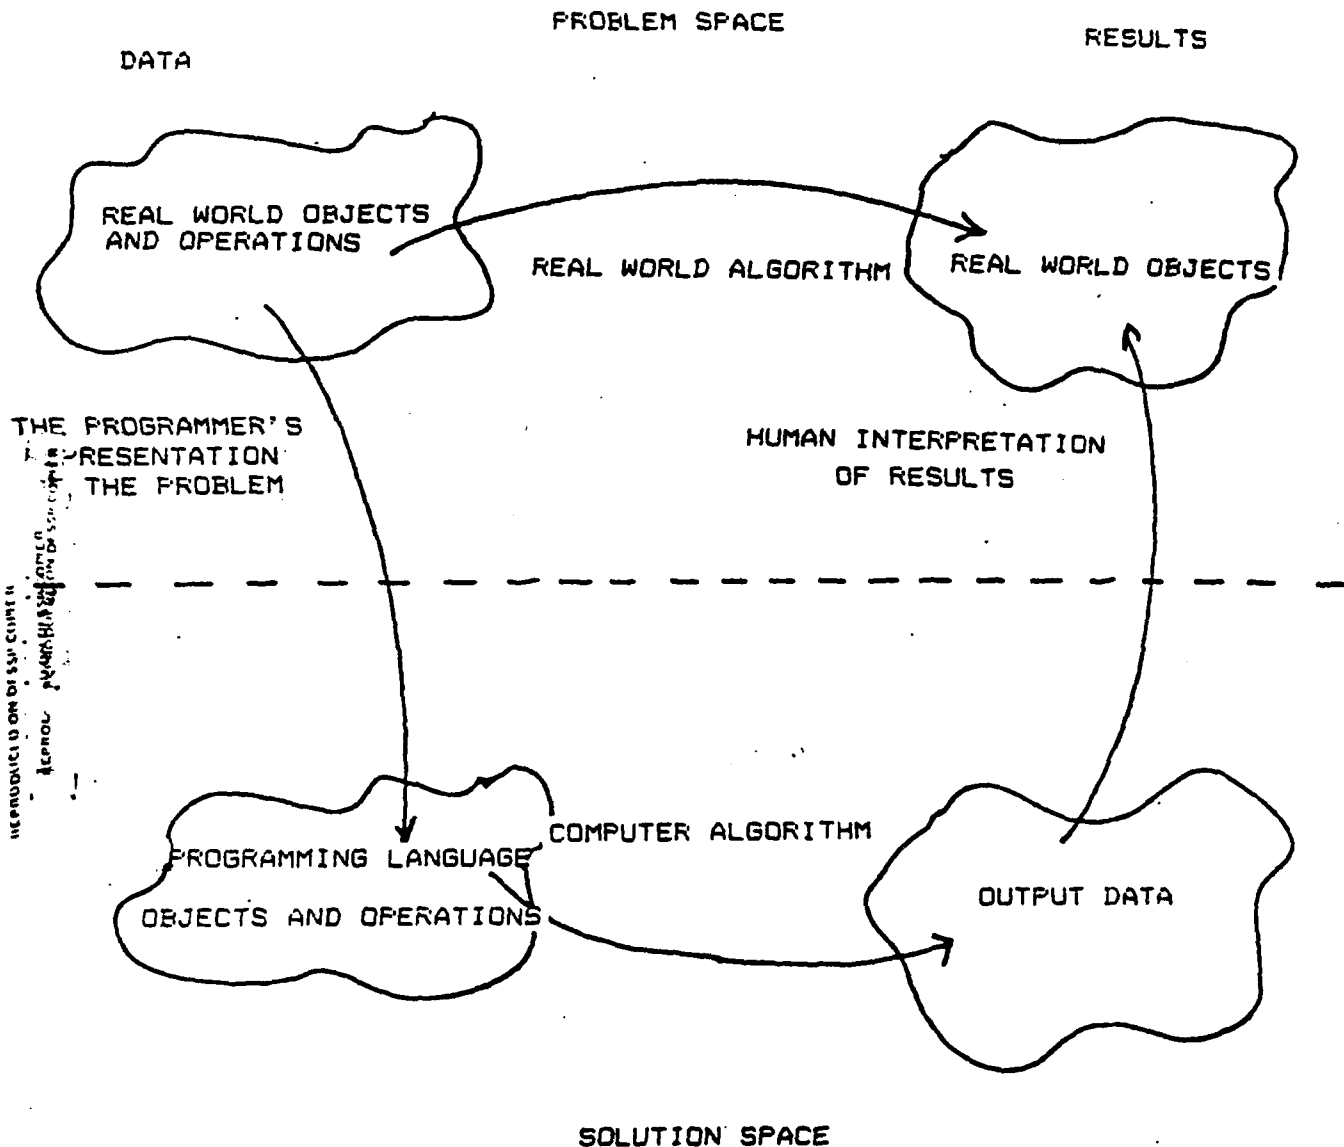 PROBLEM SPACE
DATA
RESULTS
REAL WORLD OBJECTS
AND OPERATIONS
REAL WORLD ALGORITHM
REAL WORLD OBJECTS
THE PROGRAMMER'S
RESENTATION
THE PROBLEM
HUMAN INTERPRETATION
OF RESULTS
COMPUTER ALGORITHM
PROGRAMMING LANGUAGE
OBJECTS AND OPERATIONS
OUTPUT DATA
SOLUTION SPACE